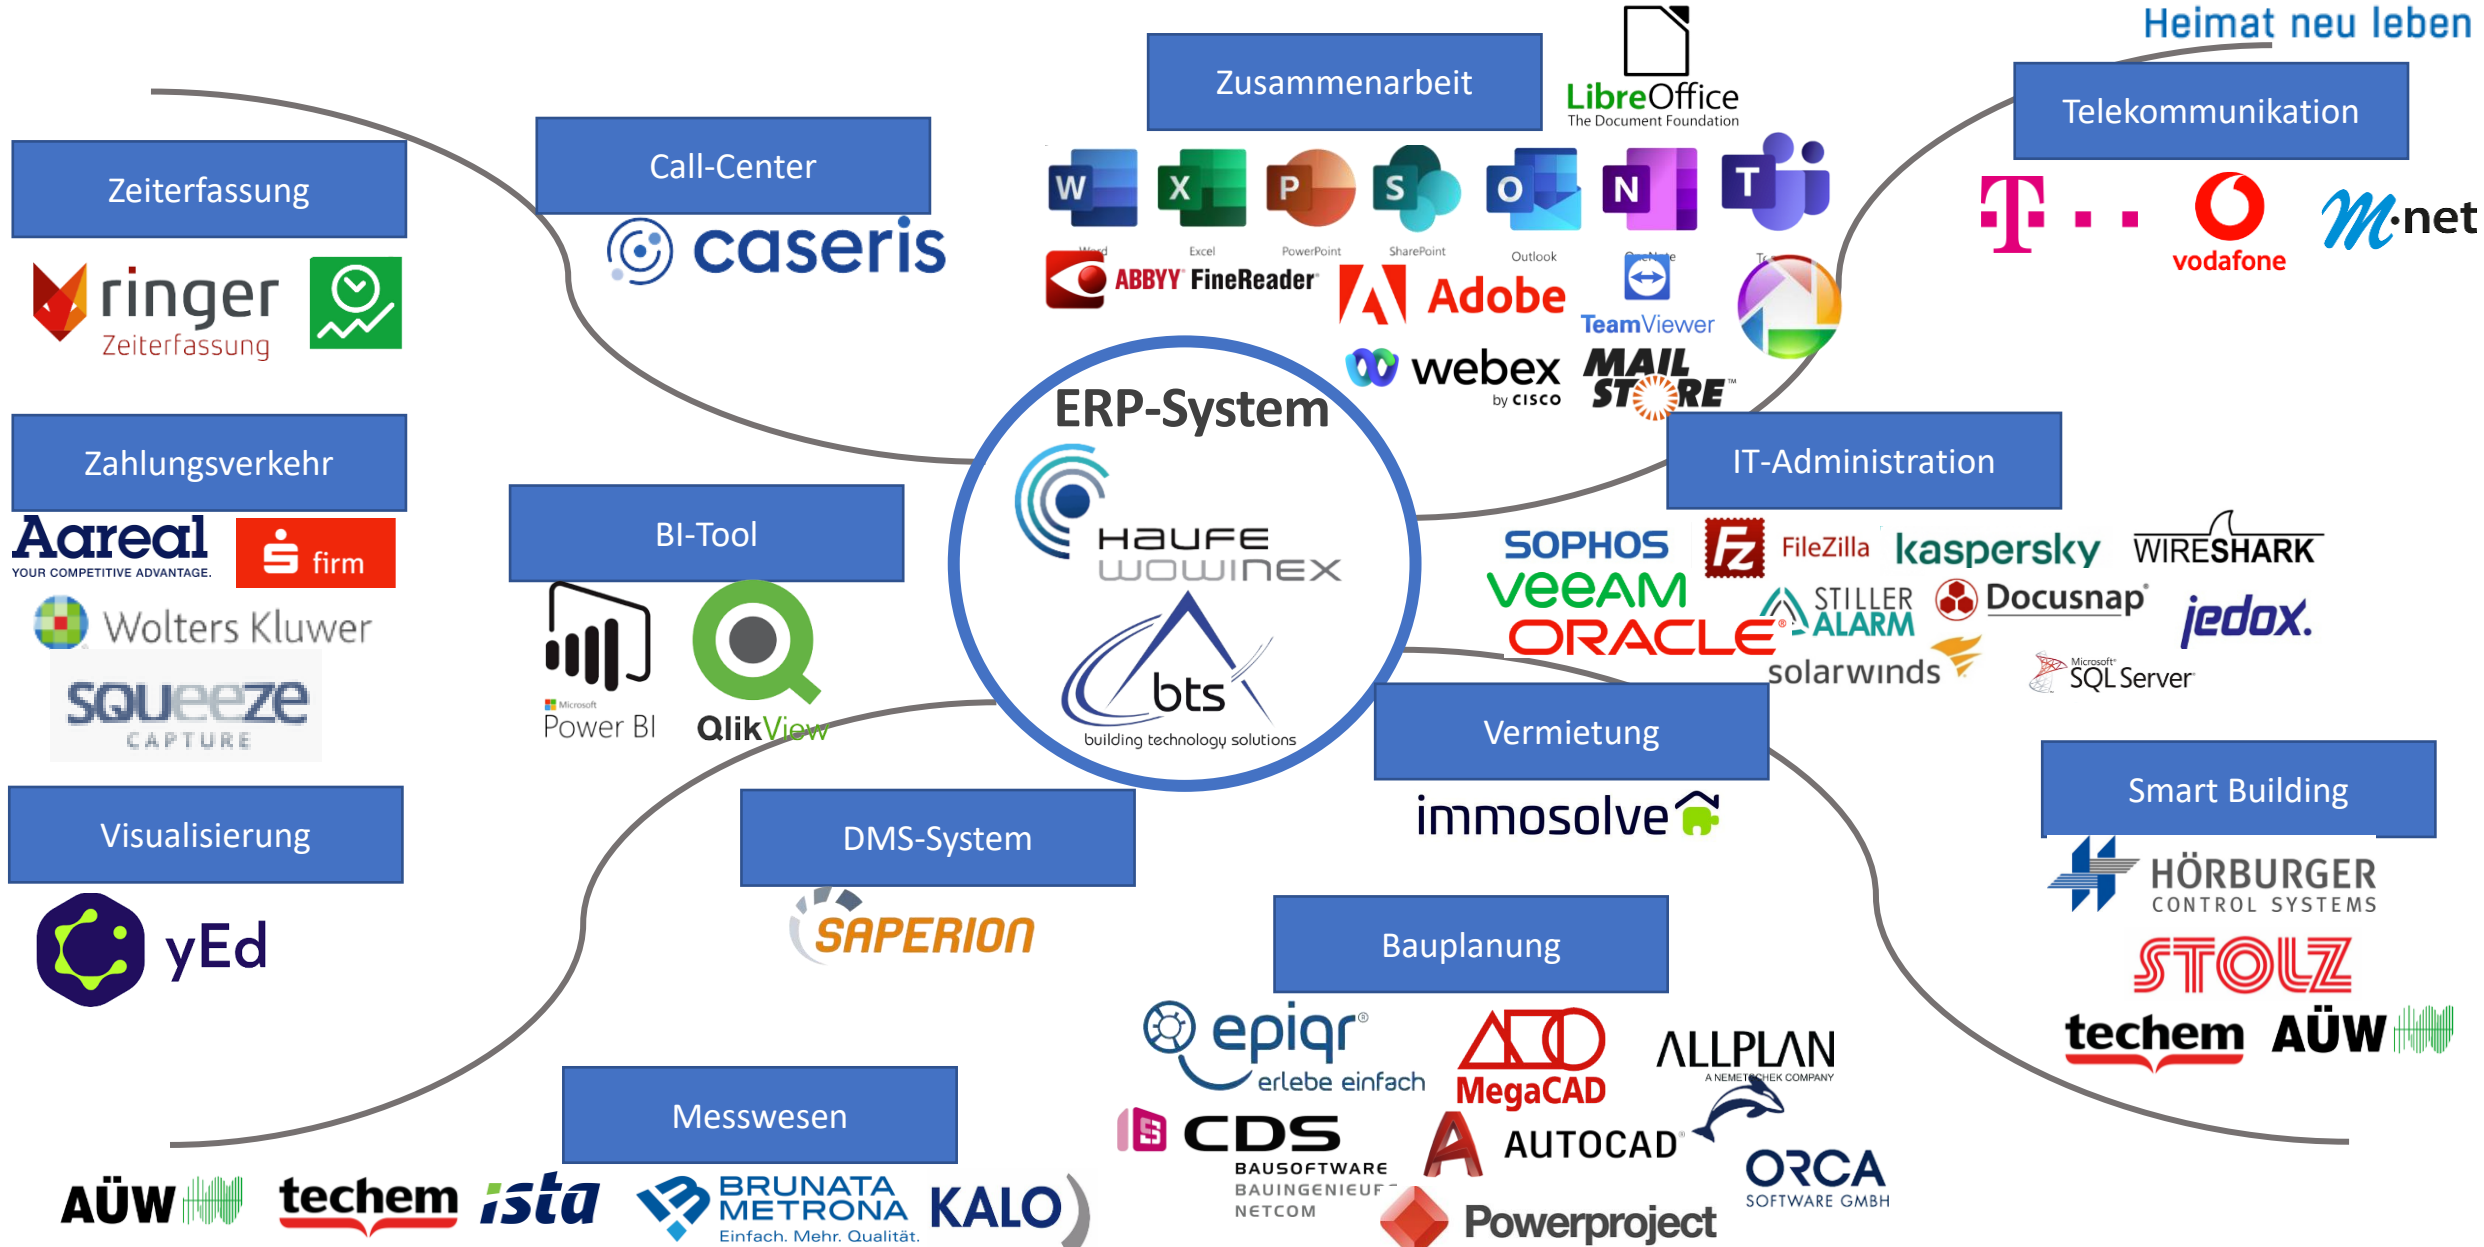 Heimat neu leben
Zusammenarbeit
LibreOffice
The Document Foundation
W
X
P
S
O
N
T
Word
Excel
PowerPoint
SharePoint
Outlook
OneNote
ABBYY FineReader
Adobe
TeamViewer
webex
by CISCO
MAIL
STORE™
Telekommunikation
T
vodafone
M·net
Call-Center
caseris
Zeiterfassung
ringer
Zeiterfassung
Zahlungsverkehr
Aareal
YOUR COMPETITIVE ADVANTAGE.
S firm
Wolters Kluwer
SQUEEZE
CAPTURE
BI-Tool
Microsoft
Power BI
QlikView
ERP-System
HAUFE
WOWINEX
bts
building technology solutions
IT-Administration
SOPHOS
Fz FileZilla
kaspersky
WIRESHARK
VEEAM
STILLER
ALARM
Docusnap®
jedox.
ORACLE®
solarwinds
Microsoft®
SQL Server
Vermietung
immosolve
Smart Building
HÖRBURGER
CONTROL SYSTEMS
STOLZ
techem
AÜW
Visualisierung
yEd
DMS-System
SAPERION
Bauplanung
epiqr®
erlebe einfach
MegaCAD
ALLPLAN
A NEMETSCHEK COMPANY
CDS
BAUSOFTWARE
BAUINGENIEURE
NETCOM
AUTOCAD®
ORCA
SOFTWARE GMBH
Powerproject
Messwesen
AÜW
techem
ista
BRUNATA
METRONA
Einfach. Mehr. Qualität.
KALO